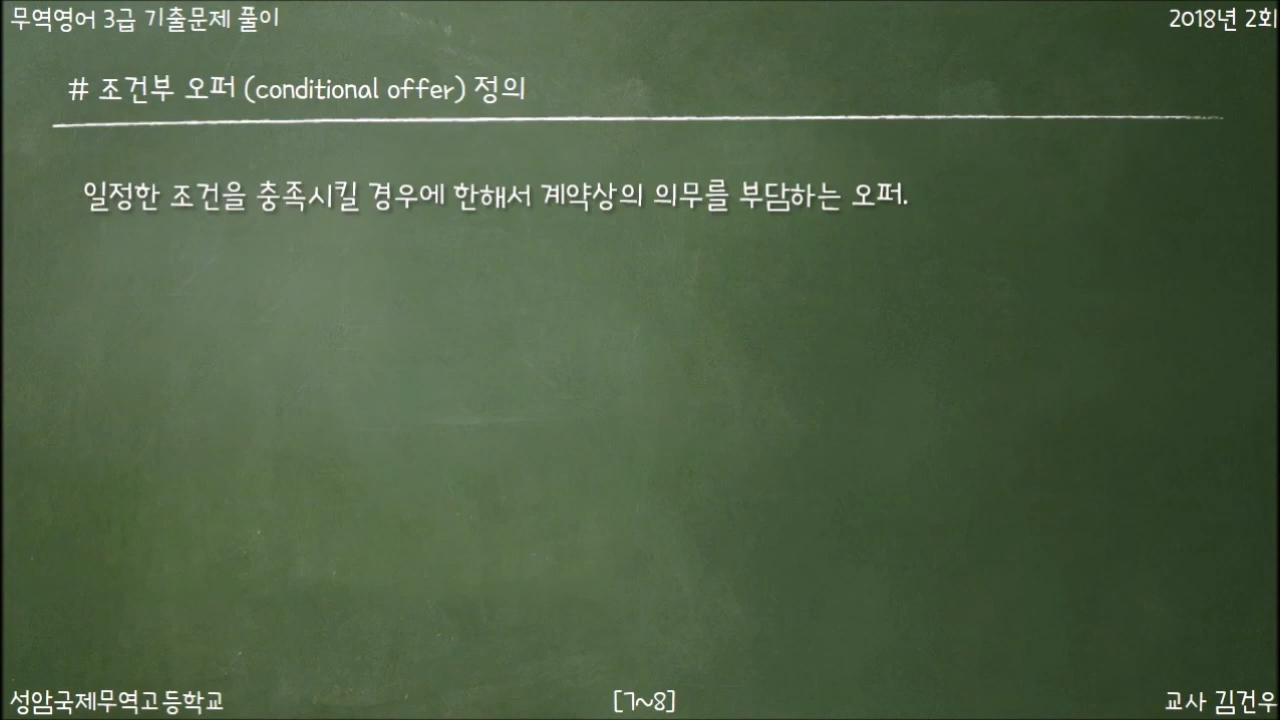 무역영어 3급 기출문제 풀이
2018년 2회
# 조건부 오퍼 (conditional offer) 정의
일정한 조건을 충족시킬 경우에 한해서 계약상의 의무를 부담하는 오퍼.
성암국제무역고등학교
[7~8]
교사 김건우